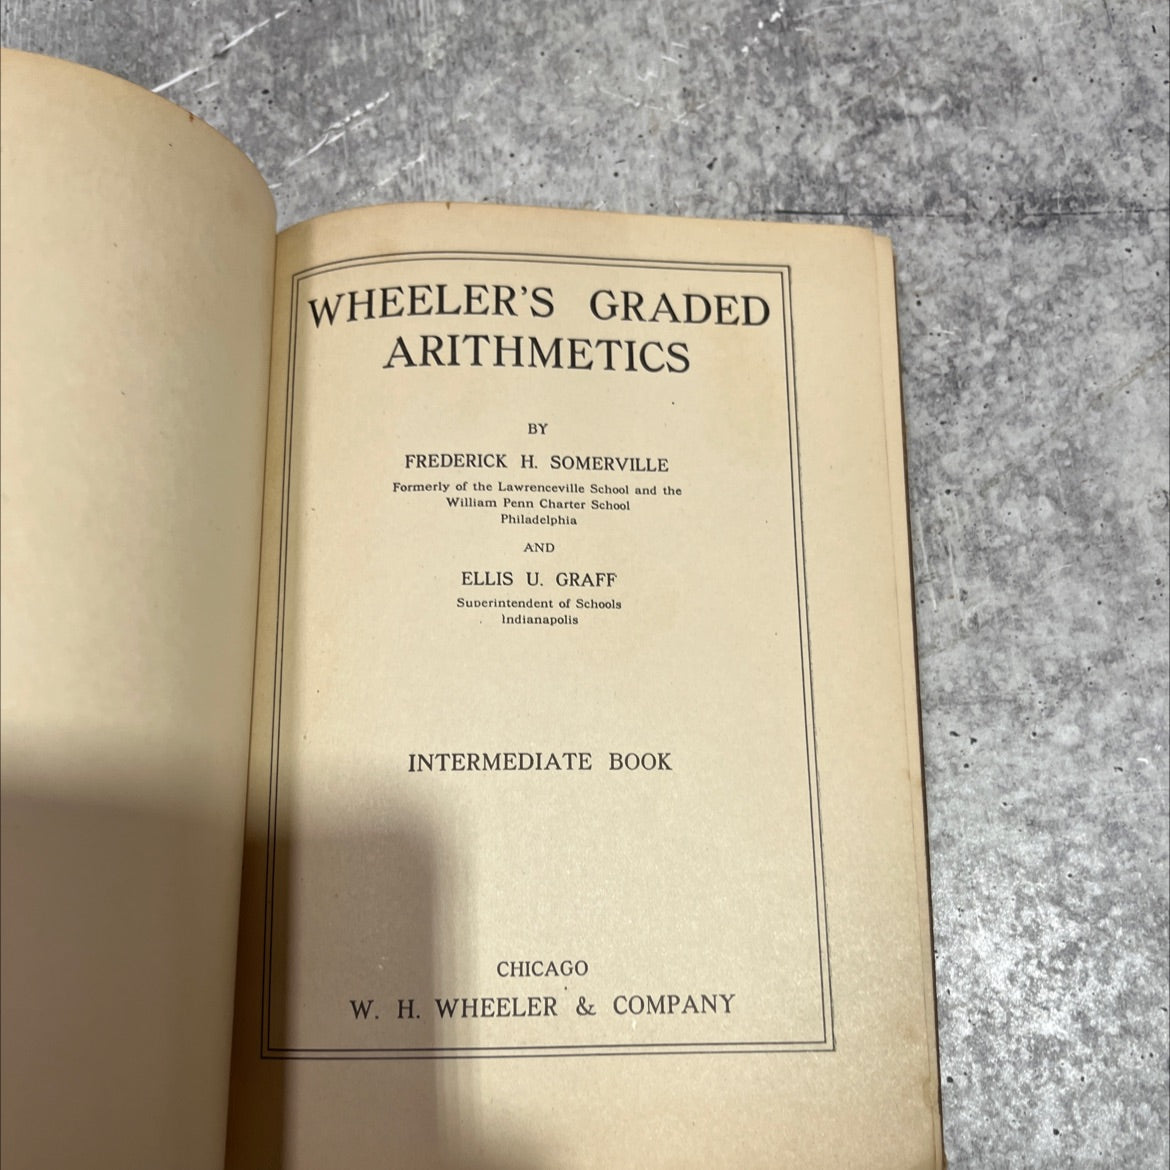 WHEELER'S GRADED
ARITHMETICS
BY
FREDERICK H. SOMERVILLE
Formerly of the Lawrenceville School and the
William Penn Charter School
Philadelphia
AND
ELLIS U. GRAFF
Superintendent of Schools
Indianapolis
INTERMEDIATE BOOK
CHICAGO
W. H. WHEELER & COMPANY